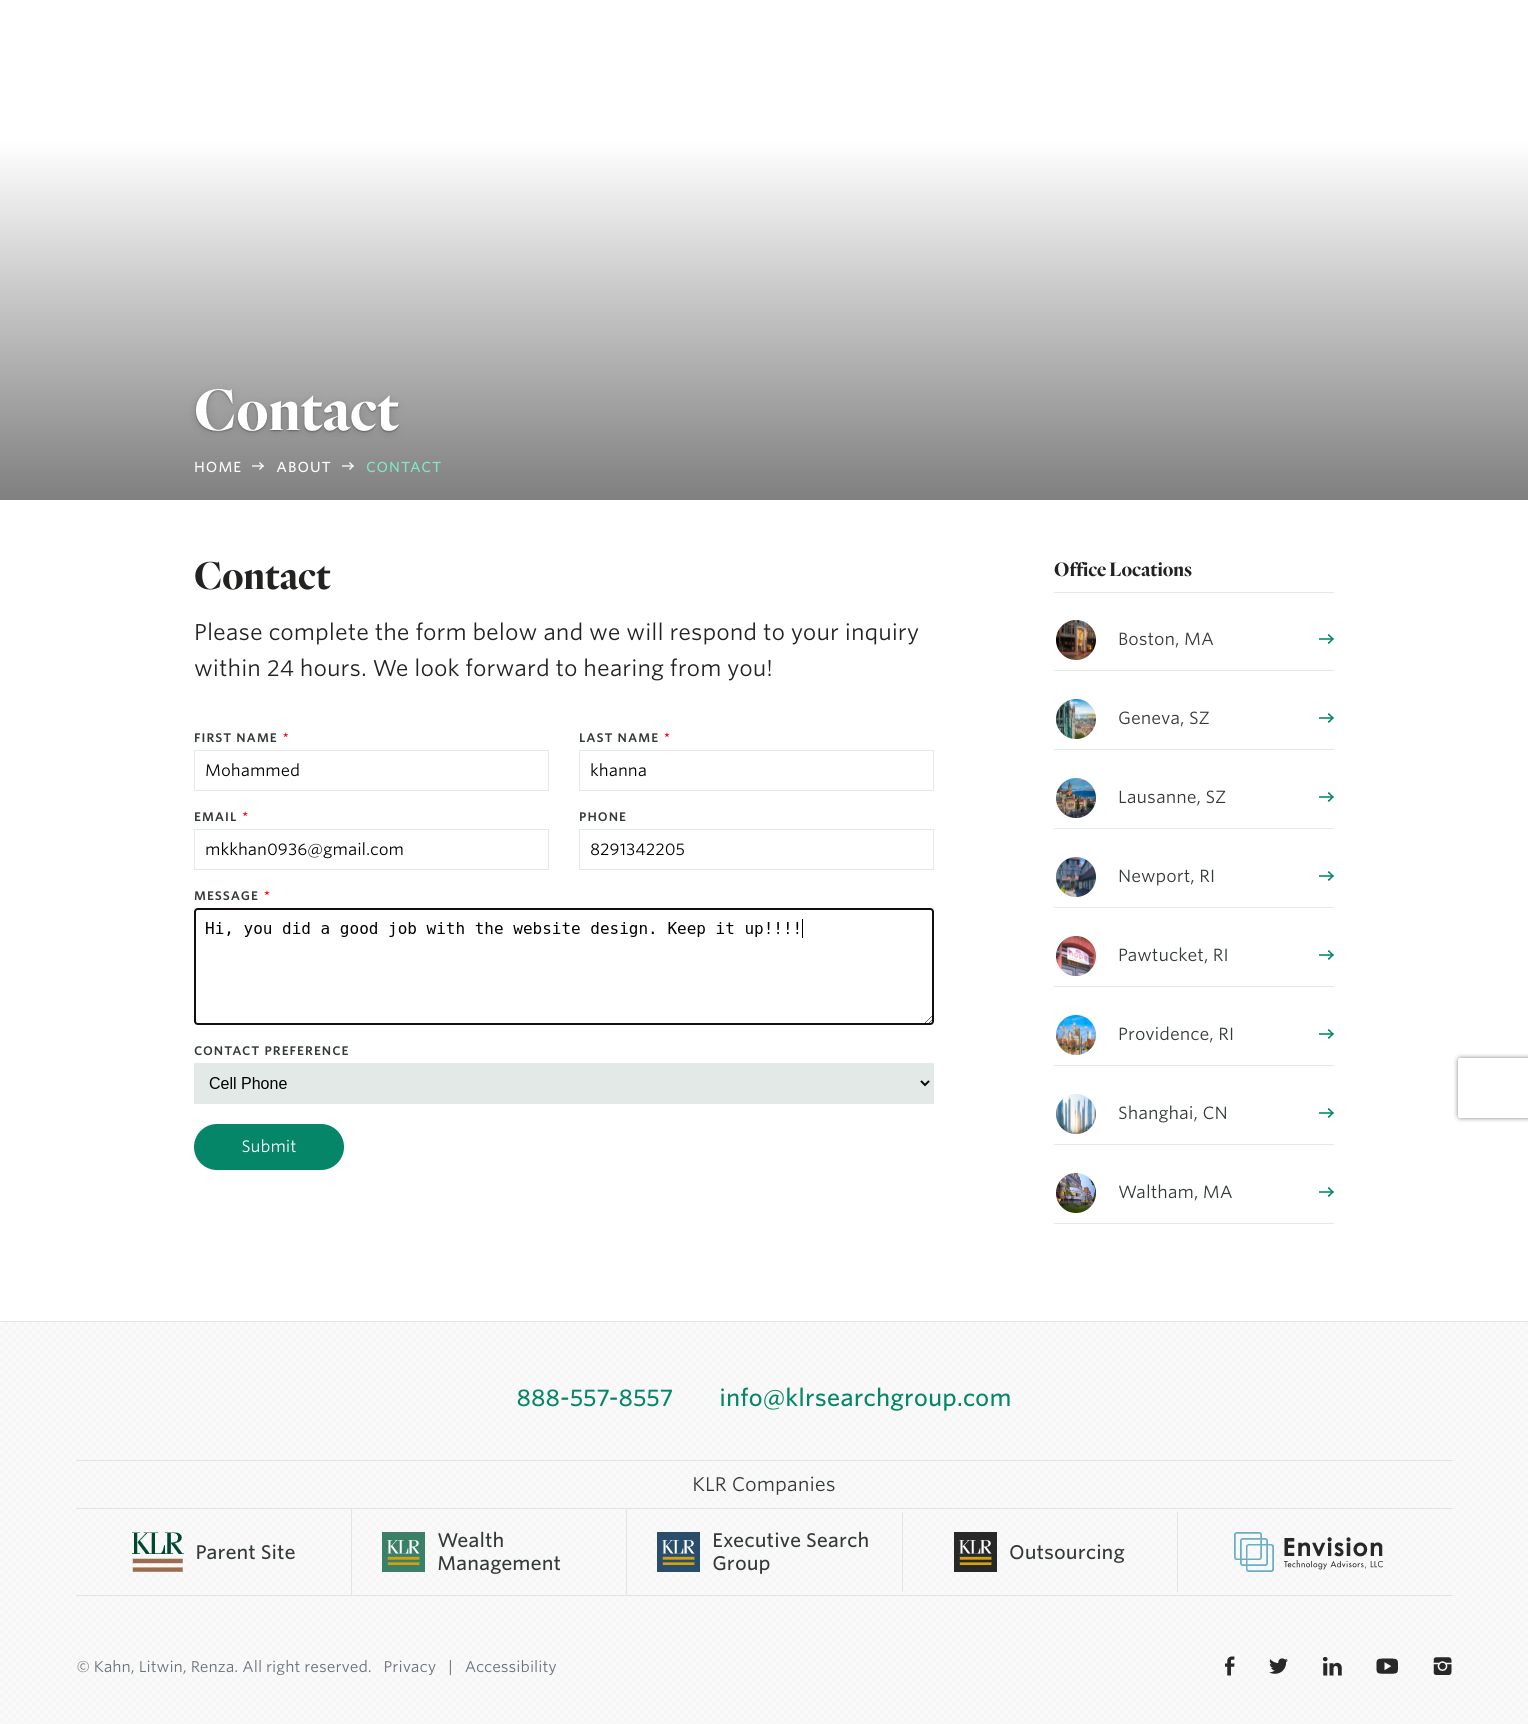 Contact
HOME → ABOUT → CONTACT
Contact
Please complete the form below and we will respond to your inquiry
within 24 hours. We look forward to hearing from you!
FIRST NAME *
Mohammed
LAST NAME *
khanna
EMAIL *
mkkhan0936@gmail.com
PHONE
8291342205
MESSAGE *
Hi, you did a good job with the website design. Keep it up!!!!
CONTACT PREFERENCE
Cell Phone
Submit
Office Locations
Boston, MA
Geneva, SZ
Lausanne, SZ
Newport, RI
Pawtucket, RI
Providence, RI
Shanghai, CN
Waltham, MA
888-557-8557 info@klrsearchgroup.com
KLR Companies
KLR Parent Site
KLR Wealth
Management
KLR Executive Search
Group
KLR Outsourcing
Envision
Technology Advisors, LLC
© Kahn, Litwin, Renza. All right reserved. Privacy | Accessibility